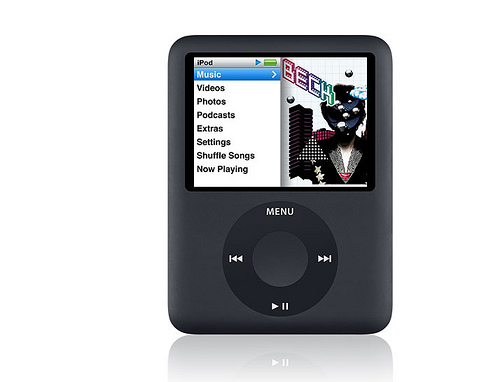 iPod
Music
BECK
Videos
Photos
Podcasts
Extras
Settings
Shuffle Songs
Now Playing
MENU